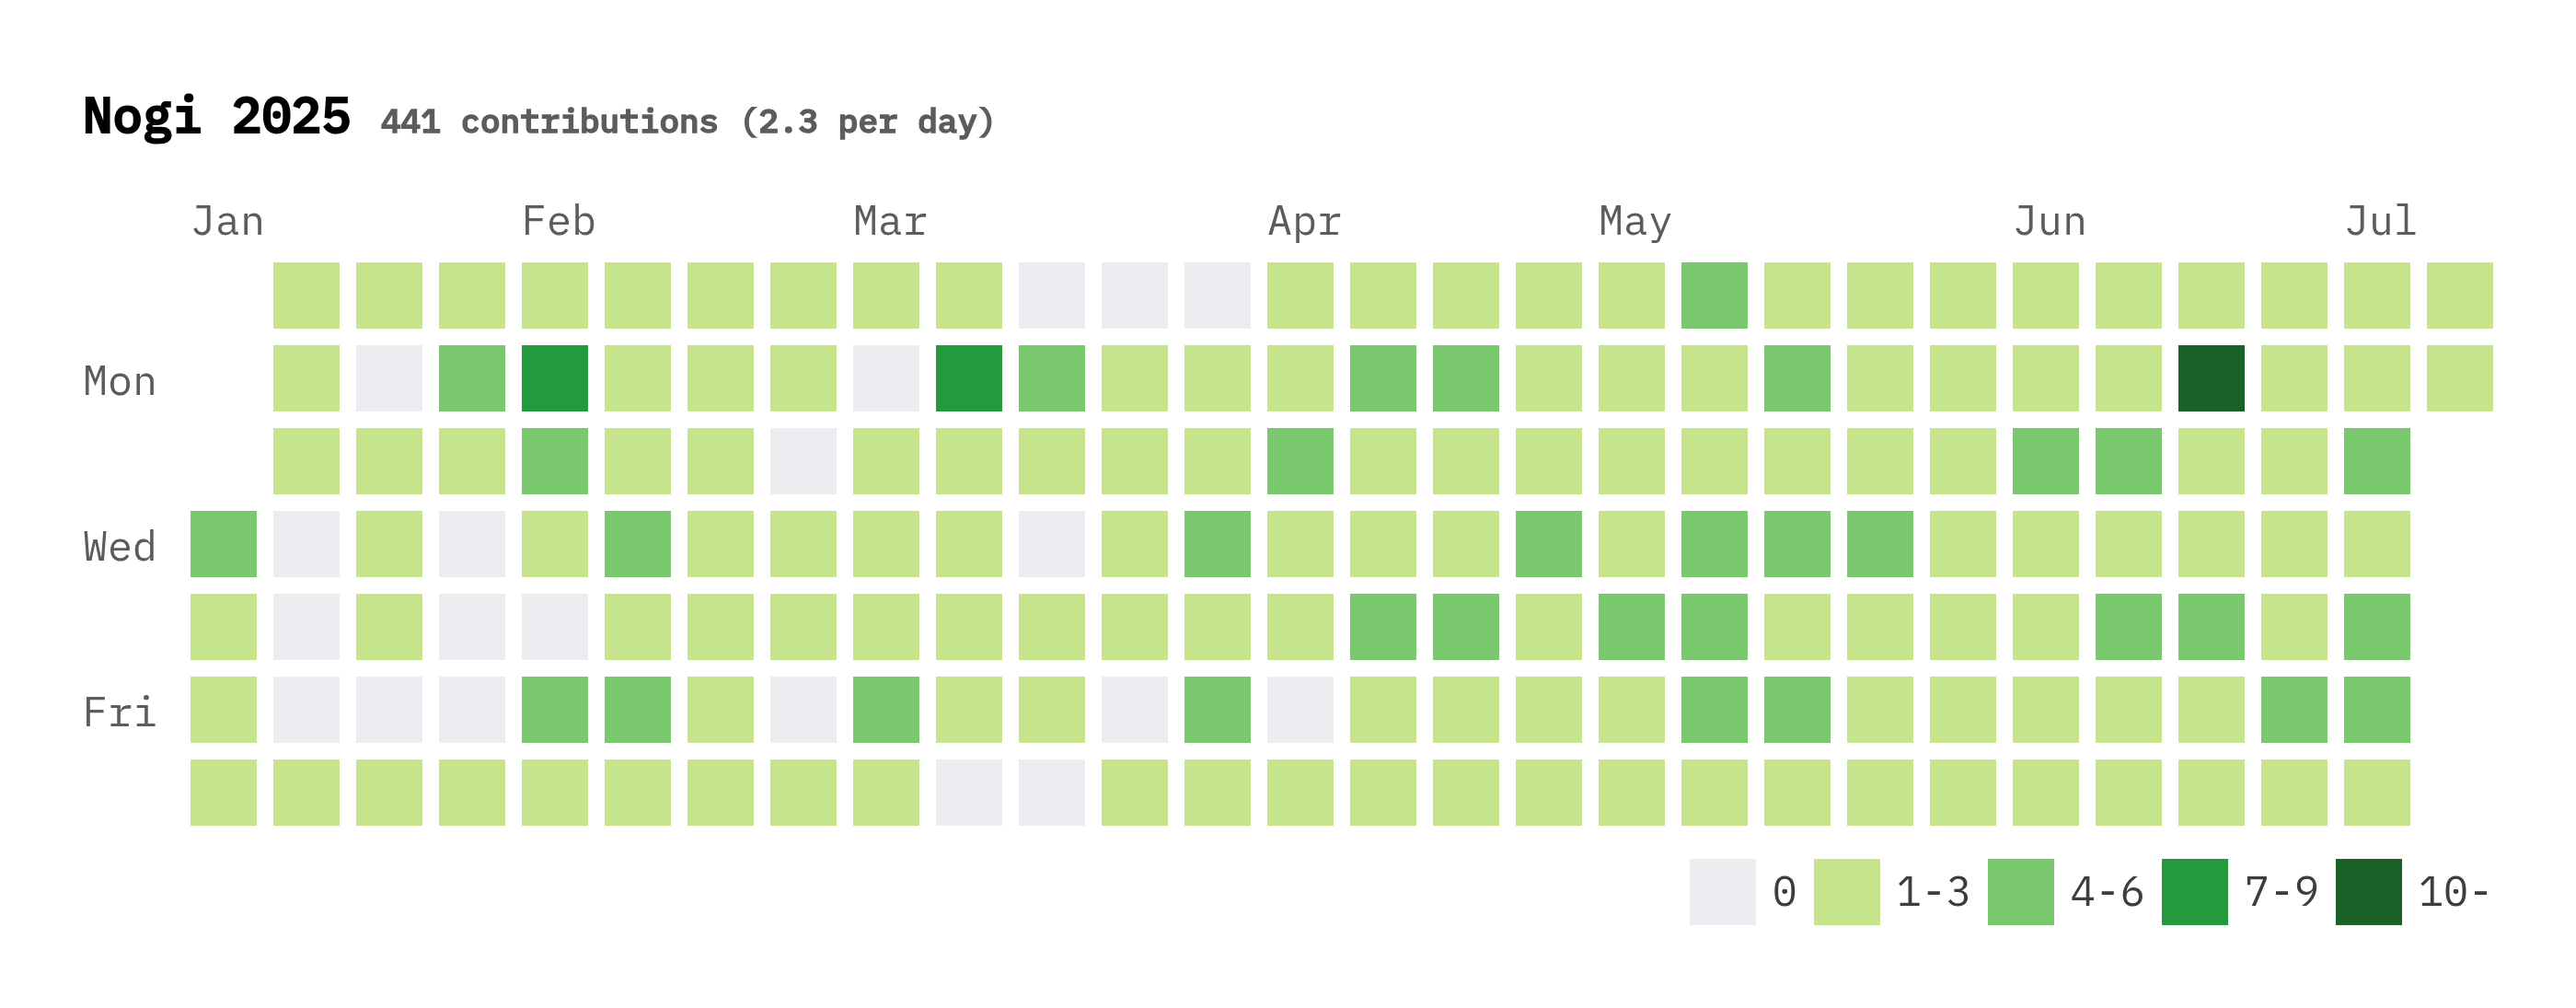 Nogi 2025 441 contributions (2.3 per day)
Jan Feb Mar Apr May Jun Jul
Mon
Wed
Fri
0 1-3 4-6 7-9 10-